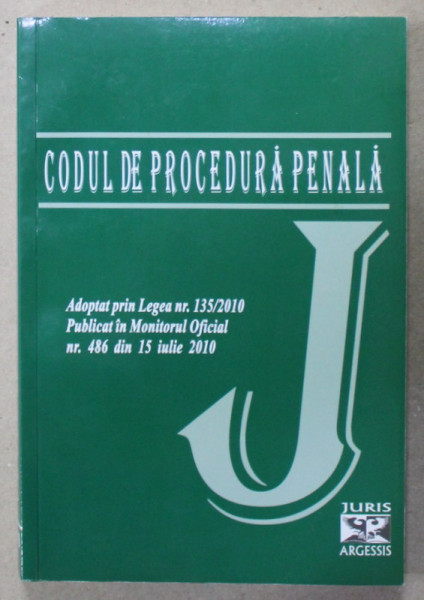 CODUL DE PROCEDURĂ PENALĂ
Adoptat prin Legea nr. 135/2010
Publicat în Monitorul Oficial
nr. 486 din 15 iulie 2010
J
JURIS
ARGESSIS